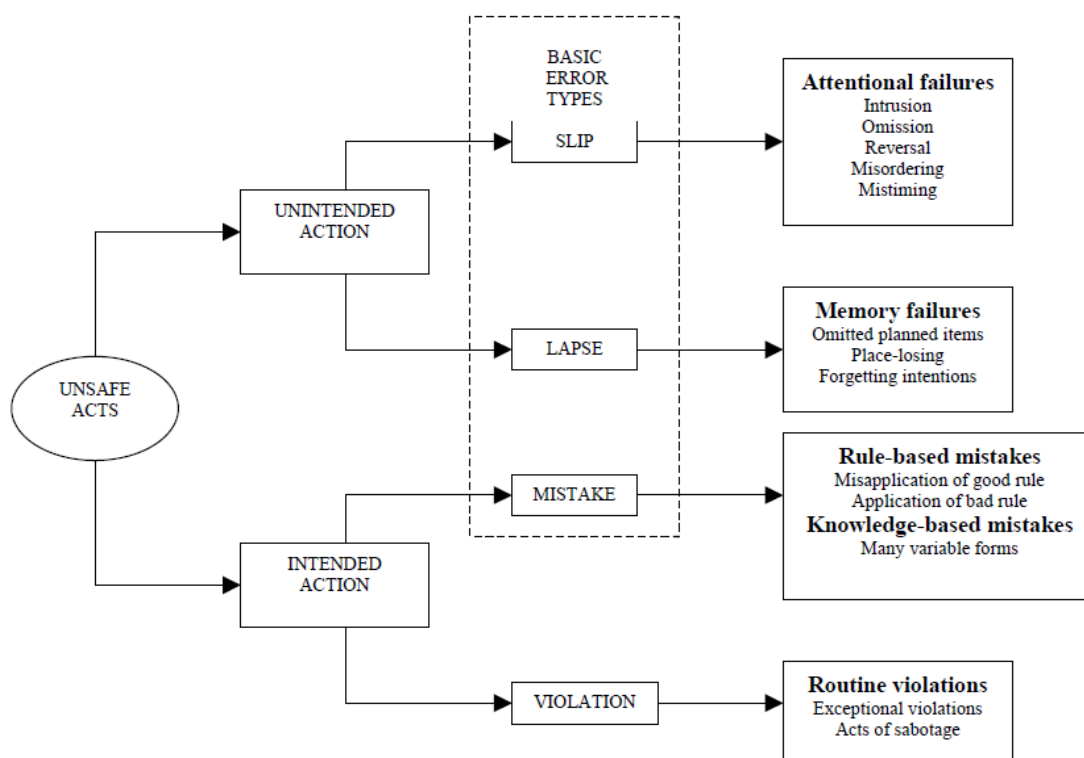 BASIC
ERROR
TYPES
SLIP
Attentional failures
Intrusion
Omission
Reversal
Misordering
Mistiming
UNINTENDED
ACTION
LAPSE
Memory failures
Omitted planned items
Place-losing
Forgetting intentions
UNSAFE
ACTS
MISTAKE
Rule-based mistakes
Misapplication of good rule
Application of bad rule
Knowledge-based mistakes
Many variable forms
INTENDED
ACTION
VIOLATION
Routine violations
Exceptional violations
Acts of sabotage